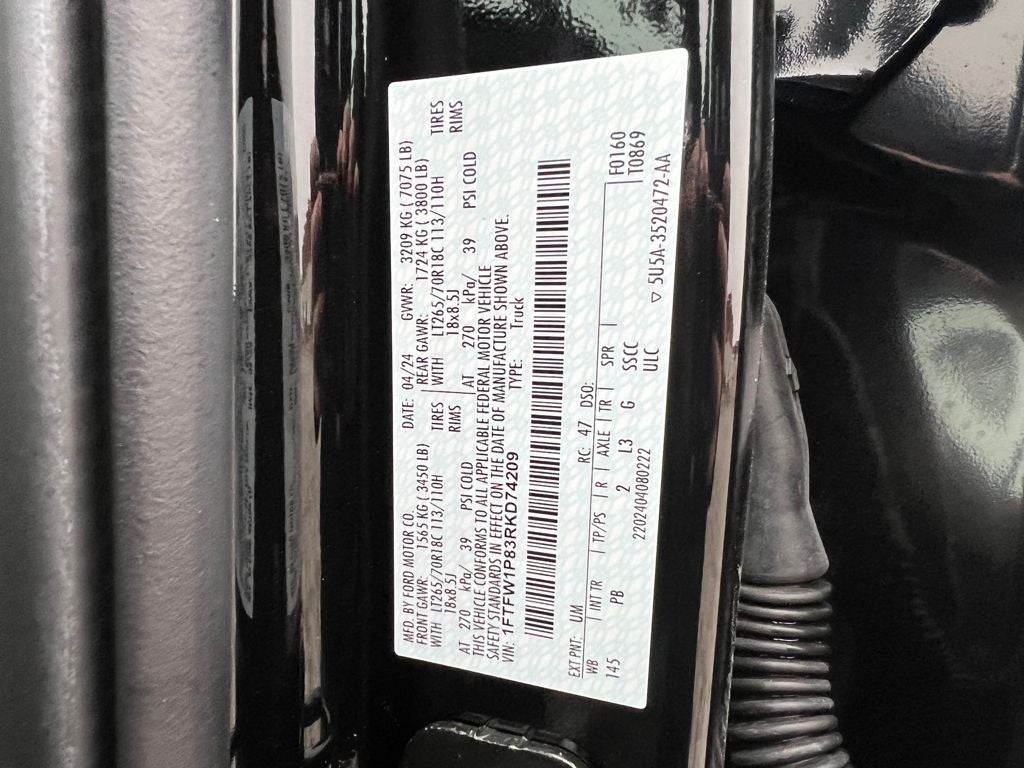 MFD. BY FORD MOTOR CO.
DATE: 04/24 GVWR: 3209 KG ( 7075 LB)
FRONT GAWR: 1565 KG ( 3450 LB) REAR GAWR: 1724 KG ( 3800 LB)
WITH LT265/70R18C 113/110H TIRES WITH LT265/70R18C 113/110H TIRES
18x8.5J RIMS 18x8.5J RIMS
AT 270 kPa/ 39 PSI COLD AT 270 kPa/ 39 PSI COLD
THIS VEHICLE CONFORMS TO ALL APPLICABLE FEDERAL MOTOR VEHICLE
SAFETY STANDARDS IN EFFECT ON THE DATE OF MANUFACTURE SHOWN ABOVE.
VIN: 1FTFW1P83RKD74209 TYPE: Truck
EXT PNT: UM RC: 47 DSO: F0160
WB INT TR TP/PS R AXLE TR SPR T0869
145 PB 2 L3 G SSCC
2202404080222 ULC ▽ 5U5A-3520472-AA